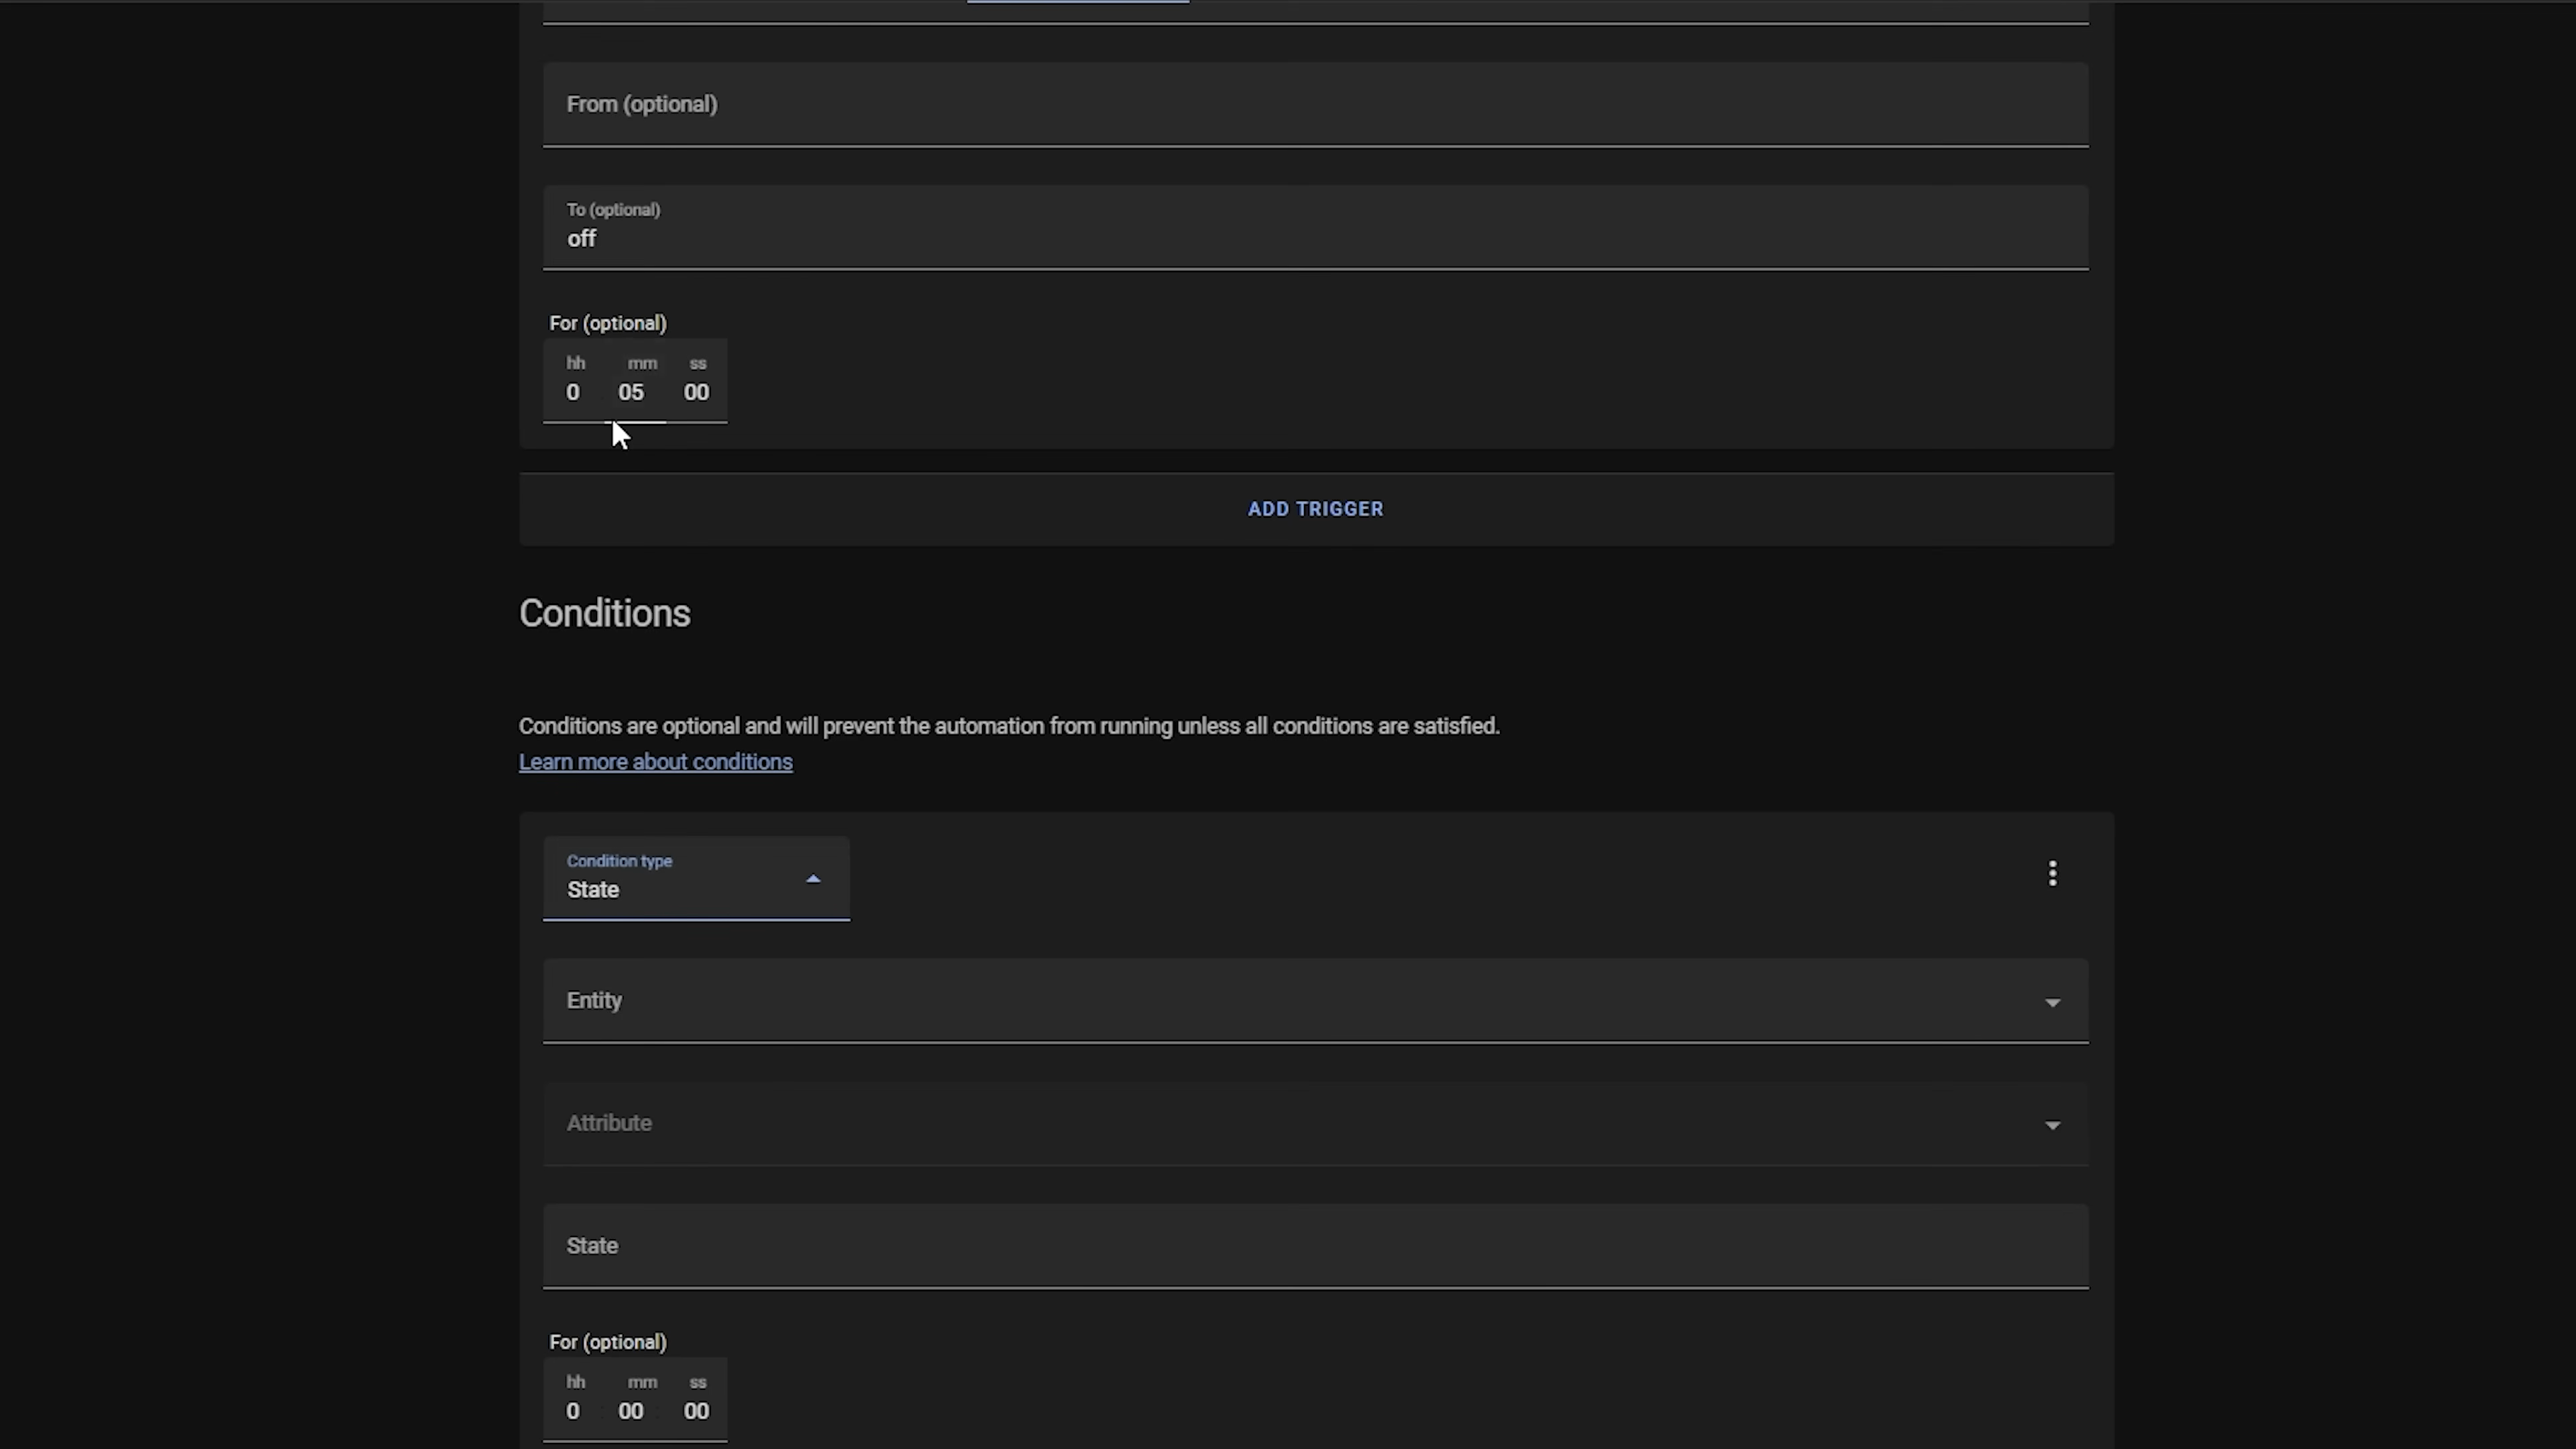 From (optional)
To (optional)
off
For (optional)
hh mm ss
0 05 00
ADD TRIGGER
Conditions
Conditions are optional and will prevent the automation from running unless all conditions are satisfied.
Learn more about conditions
Condition type
State
Entity
Attribute
State
For (optional)
hh mm ss
0 00 00